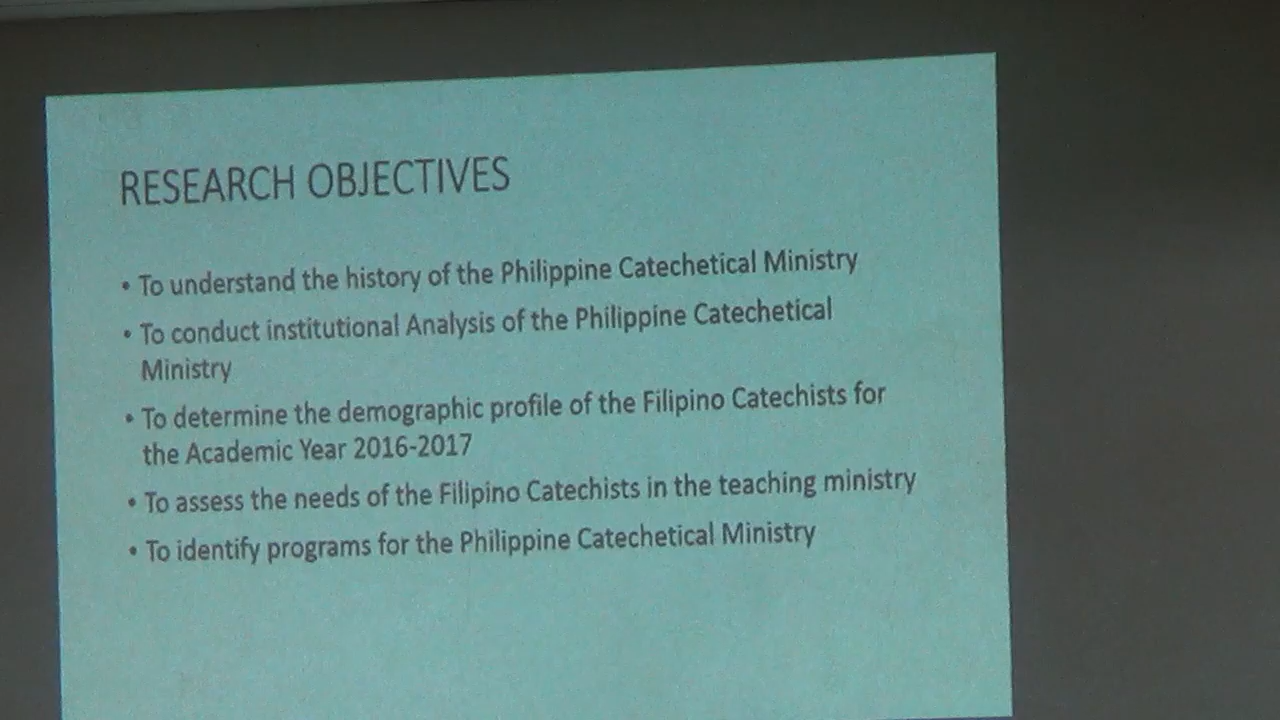 RESEARCH OBJECTIVES
• To understand the history of the Philippine Catechetical Ministry
• To conduct institutional Analysis of the Philippine Catechetical
Ministry
• To determine the demographic profile of the Filipino Catechists for
the Academic Year 2016-2017
• To assess the needs of the Filipino Catechists in the teaching ministry
• To identify programs for the Philippine Catechetical Ministry